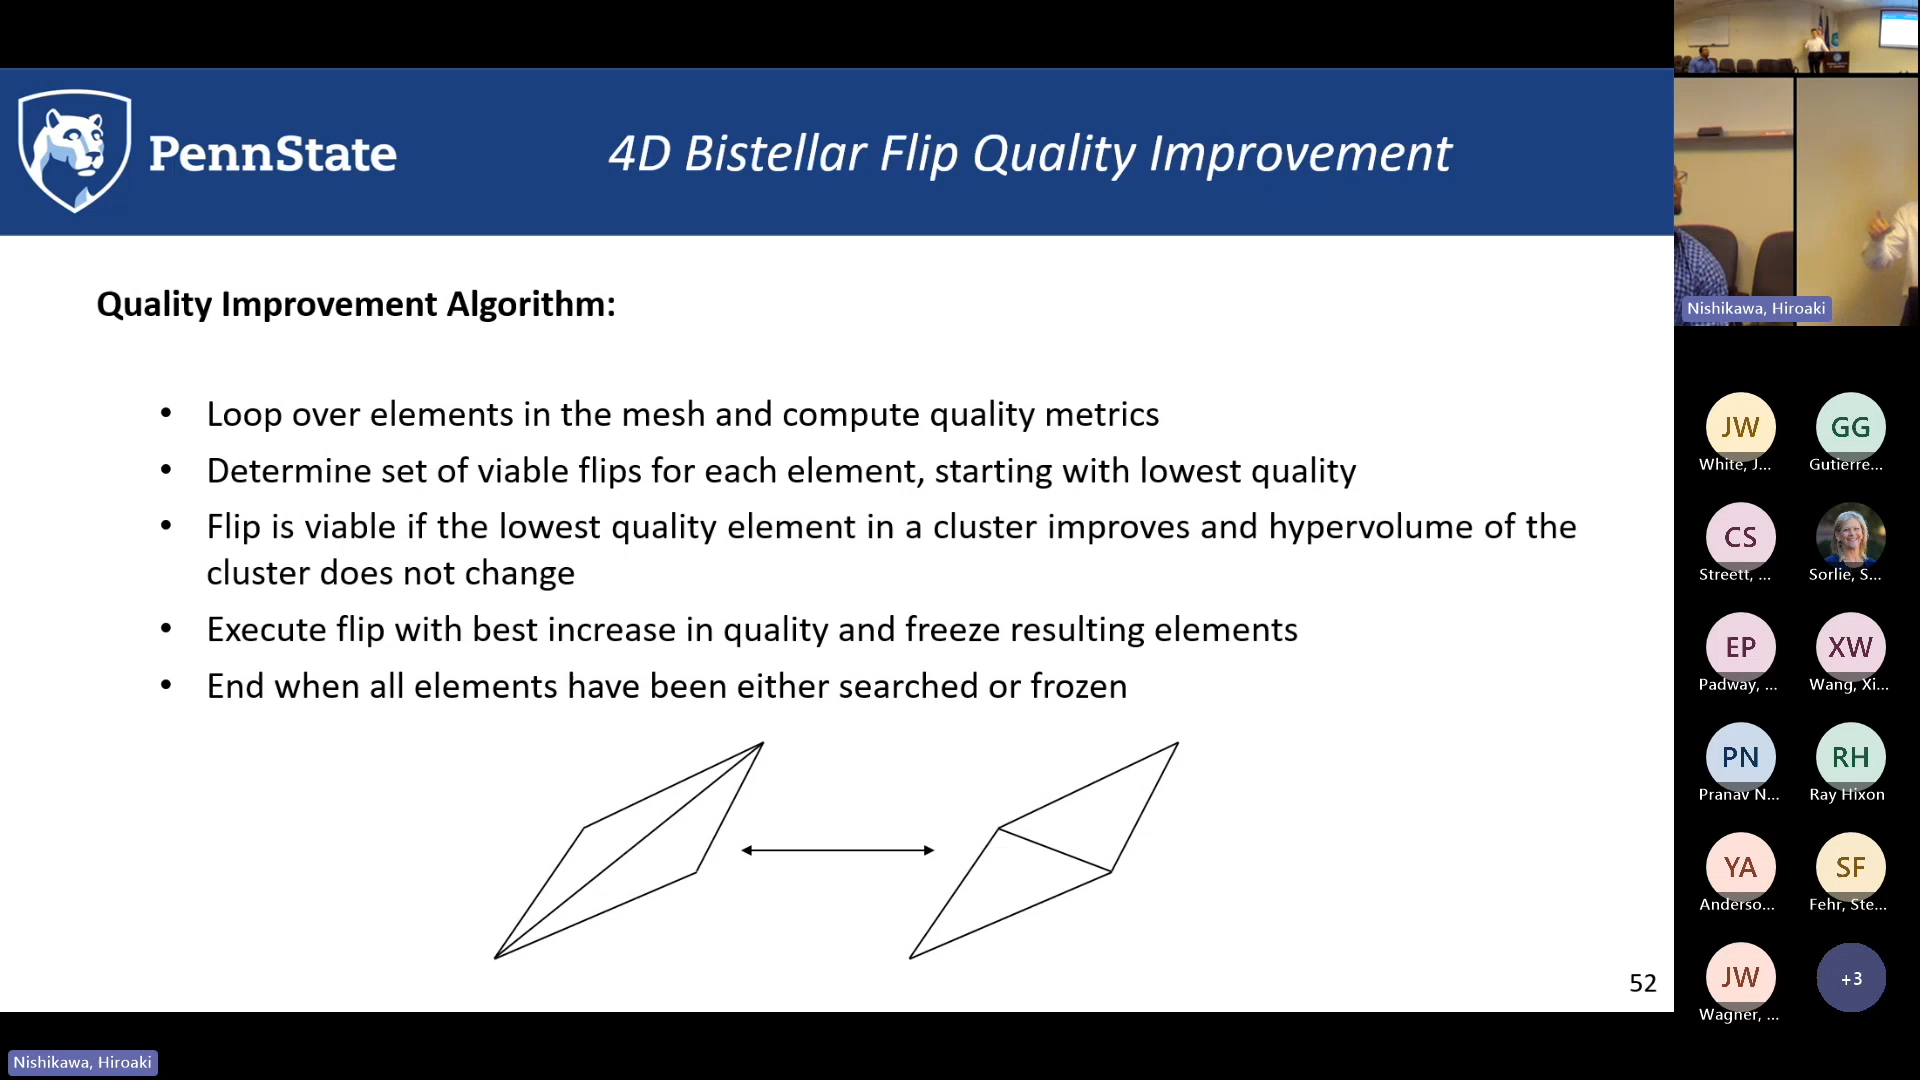 PennState
4D Bistellar Flip Quality Improvement
Quality Improvement Algorithm:
• Loop over elements in the mesh and compute quality metrics
• Determine set of viable flips for each element, starting with lowest quality
• Flip is viable if the lowest quality element in a cluster improves and hypervolume of the
cluster does not change
• Execute flip with best increase in quality and freeze resulting elements
• End when all elements have been either searched or frozen
52
Nishikawa, Hiroaki
JW
White, J...
GG
Gutierre...
CS
Streett, ...
Sorlie, S...
EP
Padway, ...
XW
Wang, Xi...
PN
Pranav N...
RH
Ray Hixon
YA
Anderso...
SF
Fehr, Ste...
JW
Wagner, ...
+3
Nishikawa, Hiroaki